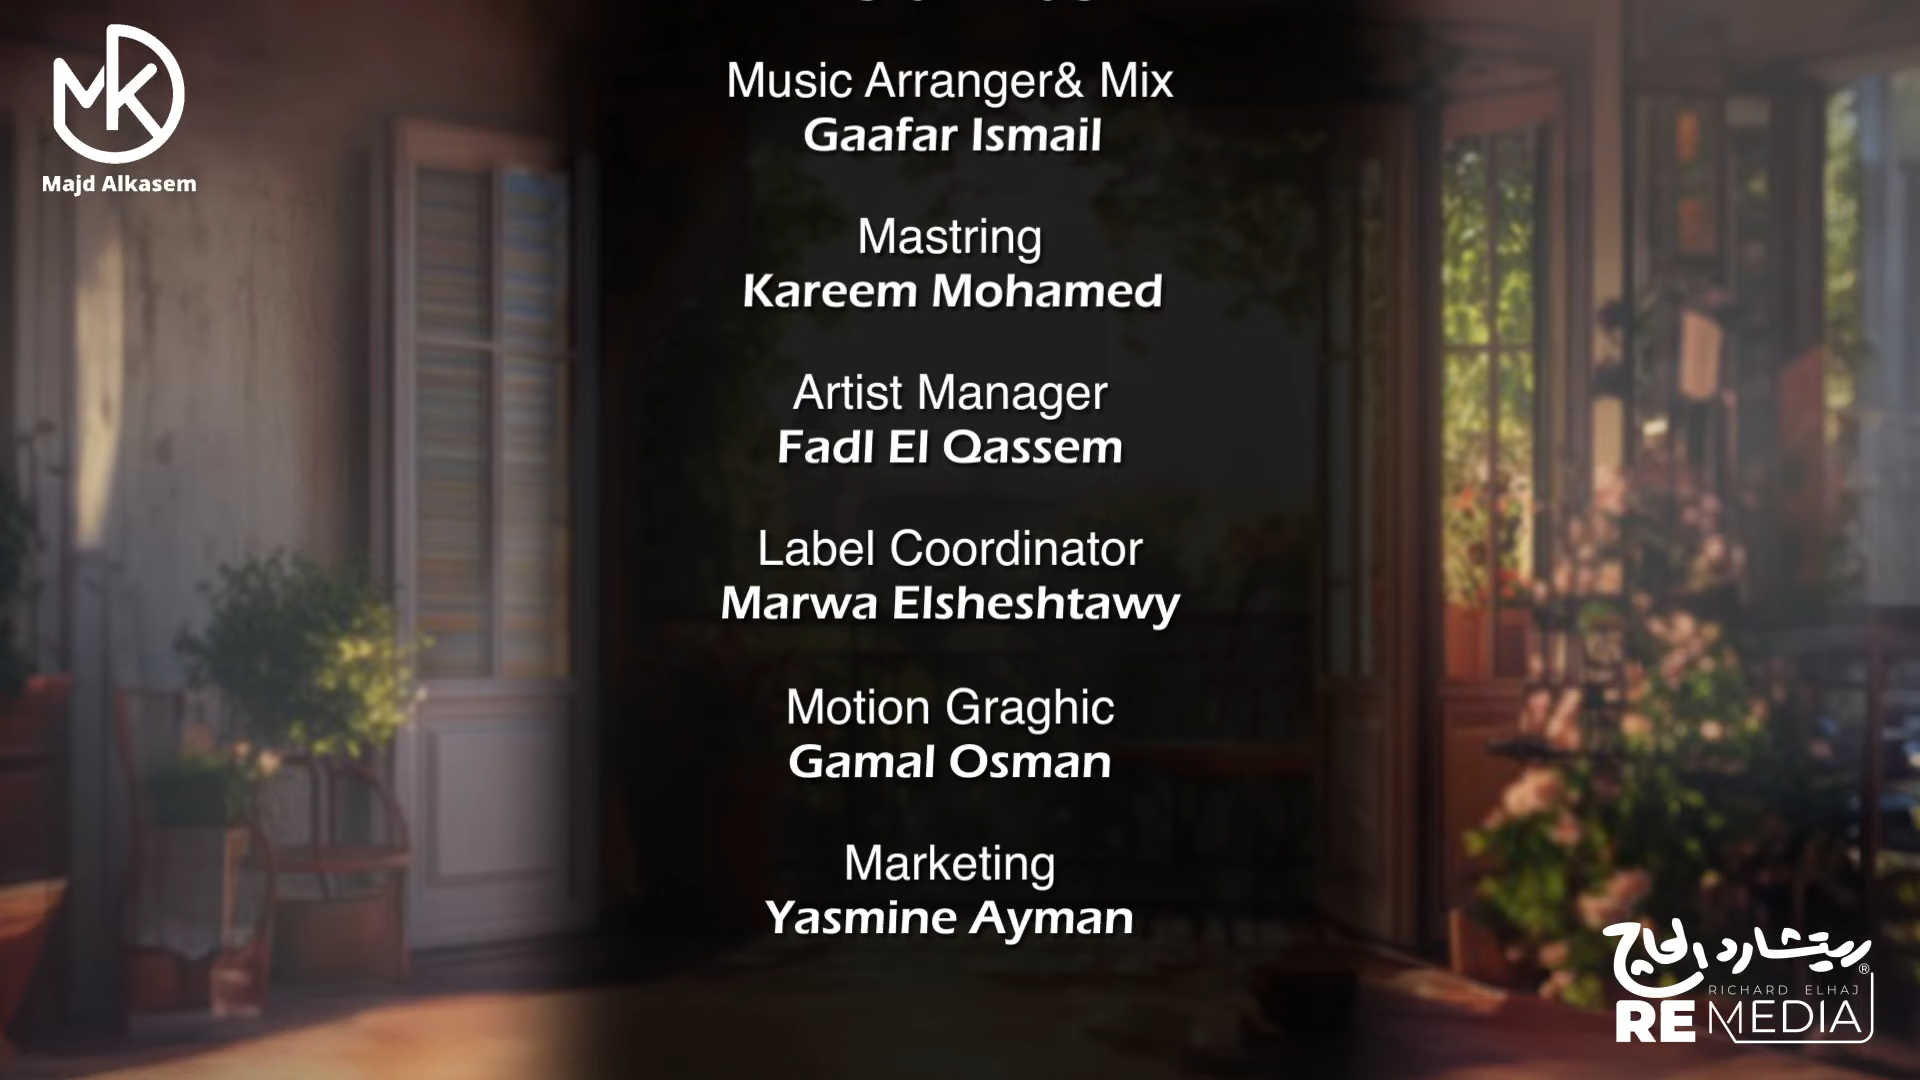 MK
Majd Alkasem
Music Arranger& Mix
Gaafar Ismail
Mastring
Kareem Mohamed
Artist Manager
Fadl El Qassem
Label Coordinator
Marwa Elsheshtawy
Motion Graghic
Gamal Osman
Marketing
Yasmine Ayman
ريتشارد الحاج
®
RICHARD ELHAJ
RE MEDIA